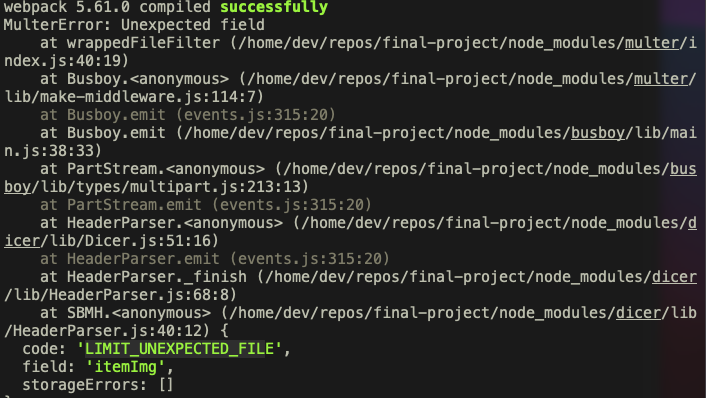 webpack 5.61.0 compiled successfully
MulterError: Unexpected field
    at wrappedFileFilter (/home/dev/repos/final-project/node_modules/multer/i
ndex.js:40:19)
    at Busboy.<anonymous> (/home/dev/repos/final-project/node_modules/multer/
lib/make-middleware.js:114:7)
    at Busboy.emit (events.js:315:20)
    at Busboy.emit (/home/dev/repos/final-project/node_modules/busboy/lib/mai
n.js:38:33)
    at PartStream.<anonymous> (/home/dev/repos/final-project/node_modules/bus
boy/lib/types/multipart.js:213:13)
    at PartStream.emit (events.js:315:20)
    at HeaderParser.<anonymous> (/home/dev/repos/final-project/node_modules/d
icer/lib/Dicer.js:51:16)
    at HeaderParser.emit (events.js:315:20)
    at HeaderParser._finish (/home/dev/repos/final-project/node_modules/dicer
/lib/HeaderParser.js:68:8)
    at SBMH.<anonymous> (/home/dev/repos/final-project/node_modules/dicer/lib
/HeaderParser.js:40:12) {
  code: 'LIMIT_UNEXPECTED_FILE',
  field: 'itemImg',
  storageErrors: []